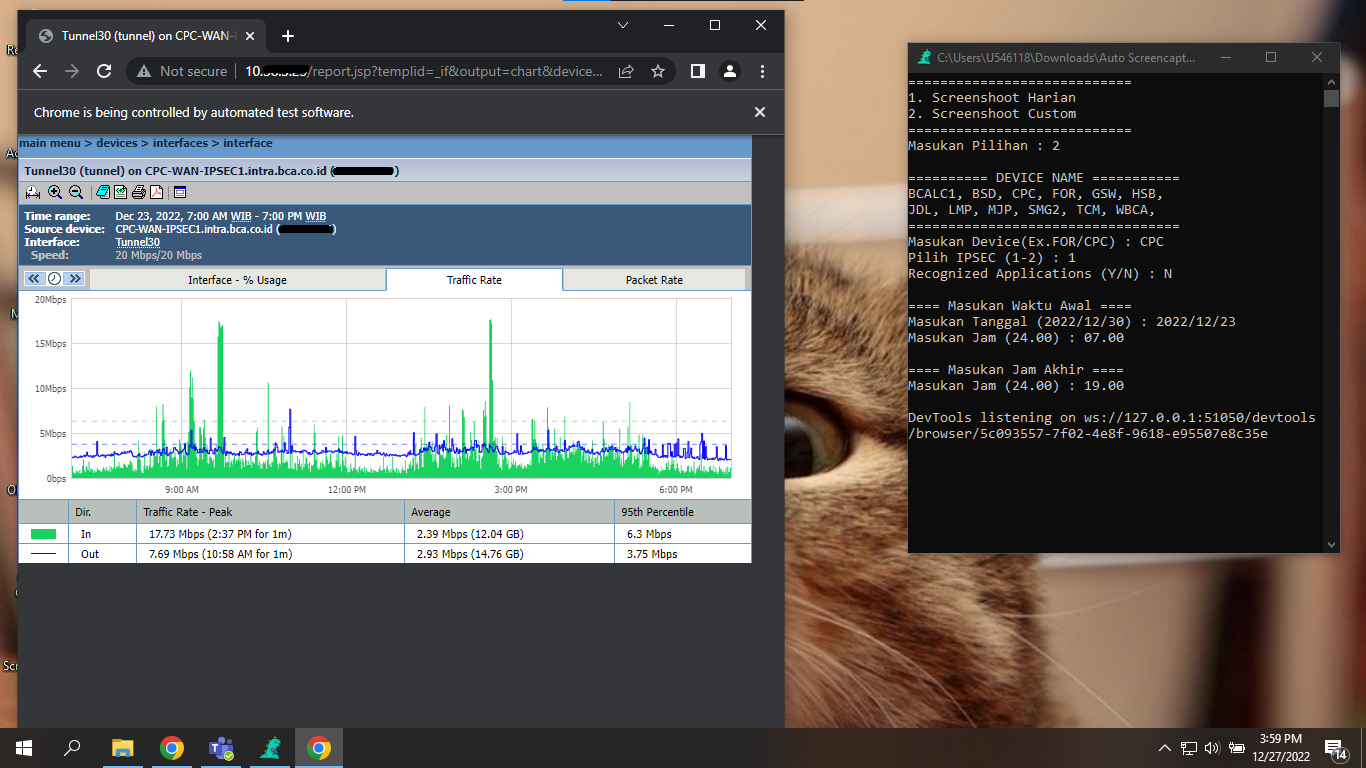 Tunnel30 (tunnel) on CPC-WAN-
Not secure
10.
/report.jsp?templid=_if&output=chart&device...
Chrome is being controlled by automated test software.
main menu > devices > interfaces > interface
Tunnel30 (tunnel) on CPC-WAN-IPSEC1.intra.bca.co.id ( )
Time range: Dec 23, 2022, 7:00 AM WIB - 7:00 PM WIB
Source device: CPC-WAN-IPSEC1.intra.bca.co.id ( )
Interface: Tunnel30
Speed: 20 Mbps/20 Mbps
Interface - % Usage
Traffic Rate
Packet Rate
20Mbps
15Mbps
10Mbps
5Mbps
0bps
9:00 AM 12:00 PM 3:00 PM 6:00 PM
Dir. Traffic Rate - Peak Average 95th Percentile
In 17.73 Mbps (2:37 PM for 1m) 2.39 Mbps (12.04 GB) 6.3 Mbps
Out 7.69 Mbps (10:58 AM for 1m) 2.93 Mbps (14.76 GB) 3.75 Mbps
C:\Users\U546118\Downloads\Auto Screencapt...
============================
1. Screenshoot Harian
2. Screenshoot Custom
============================
Masukan Pilihan : 2
========== DEVICE NAME ===========
BCALC1, BSD, CPC, FOR, GSW, HSB,
JDL, LMP, MJP, SMG2, TCM, WBCA,
==================================
Masukan Device(Ex.FOR/CPC) : CPC
Pilih IPSEC (1-2) : 1
Recognized Applications (Y/N) : N
==== Masukan Waktu Awal ====
Masukan Tanggal (2022/12/30) : 2022/12/23
Masukan Jam (24.00) : 07.00
==== Masukan Jam Akhir ====
Masukan Jam (24.00) : 19.00
DevTools listening on ws://127.0.0.1:51050/devtools
/browser/5c093557-7f02-4e8f-9618-e95507e8c35e
3:59 PM
12/27/2022
14